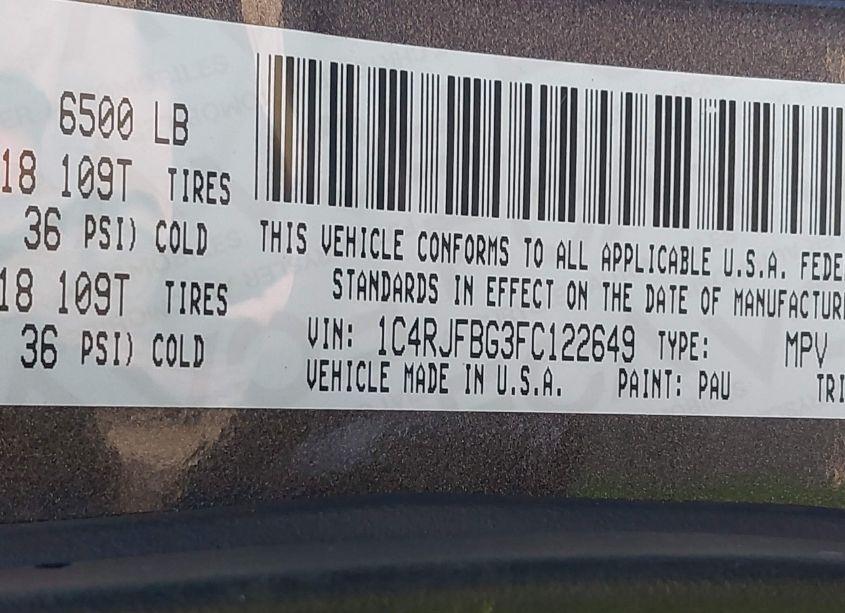 6500 LB
18 109T TIRES
36 PSI) COLD
18 109T TIRES
36 PSI) COLD
THIS VEHICLE CONFORMS TO ALL APPLICABLE U.S.A. FEDE
STANDARDS IN EFFECT ON THE DATE OF MANUFACTUR
VIN: 1C4RJFBG3FC122649 TYPE: MPV
VEHICLE MADE IN U.S.A. PAINT: PAU TRI